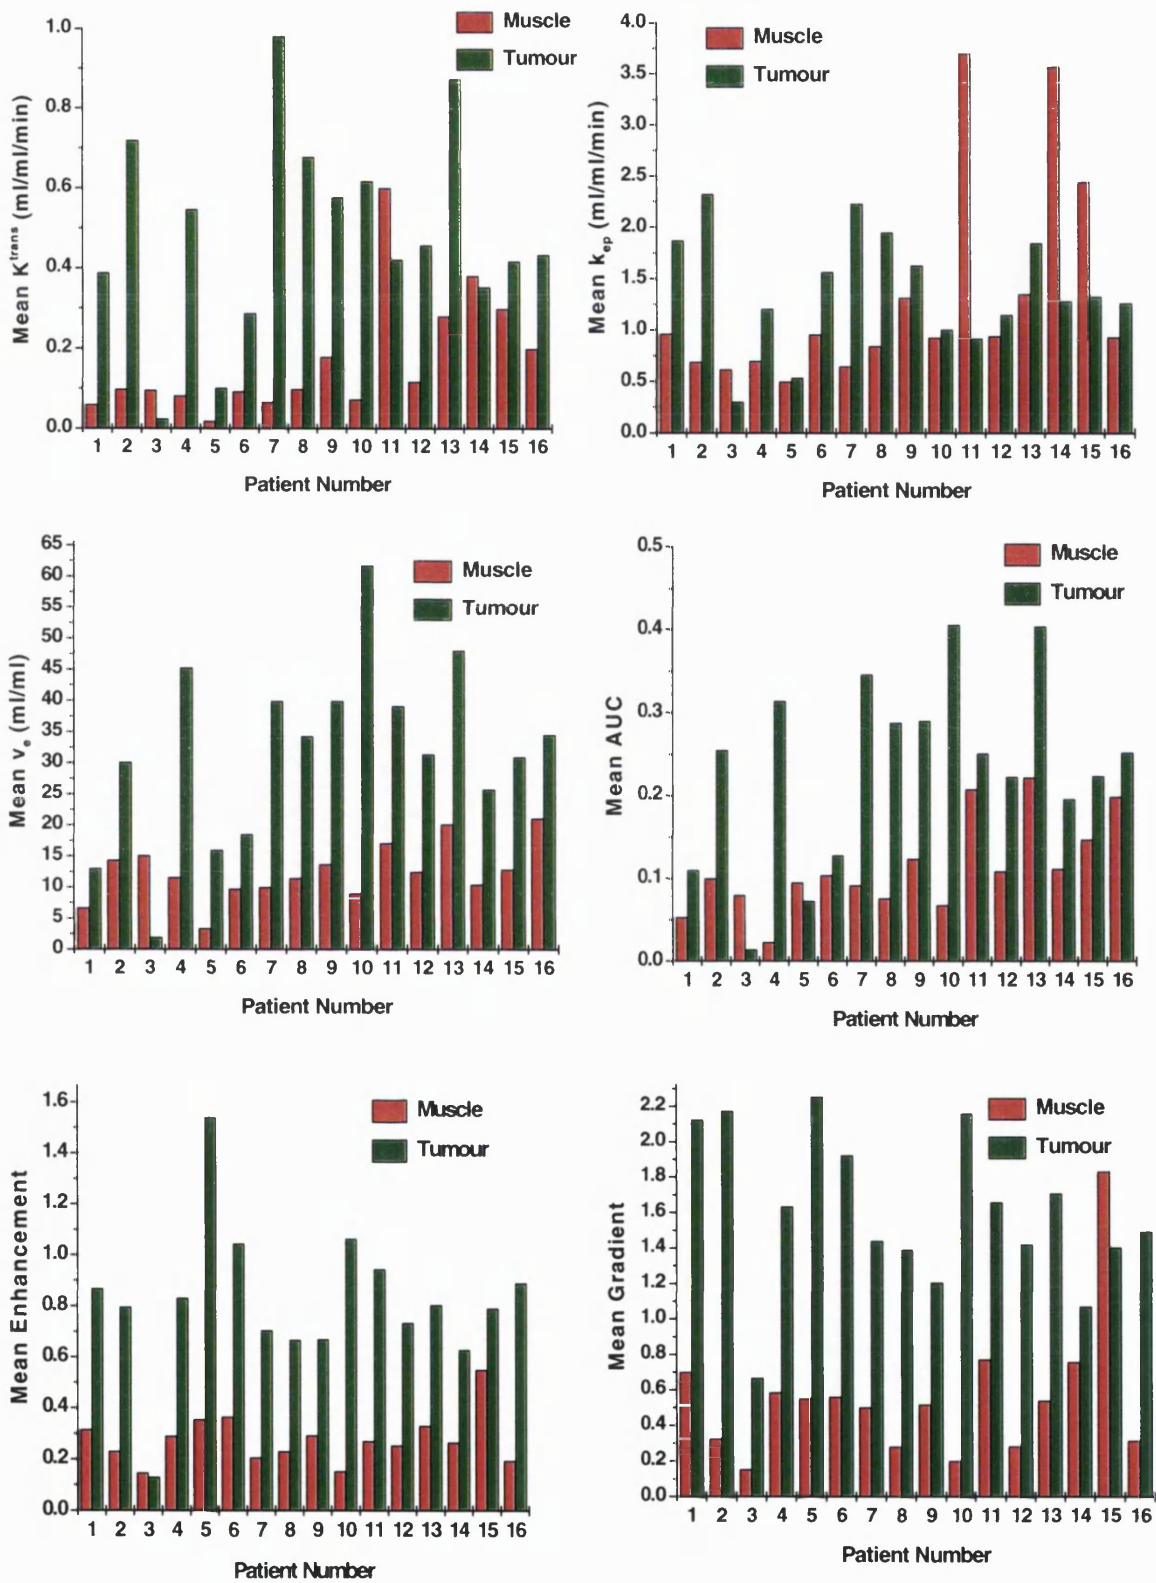 Muscle
Tumour
1.0
0.8
0.6
0.4
0.2
0.0
Mean K^trans (ml/ml/min)
1 2 3 4 5 6 7 8 9 10 11 12 13 14 15 16
Patient Number
Muscle
Tumour
4.0
3.5
3.0
2.5
2.0
1.5
1.0
0.5
0.0
Mean k_ep (ml/ml/min)
1 2 3 4 5 6 7 8 9 10 11 12 13 14 15 16
Patient Number
Muscle
Tumour
65
60
55
50
45
40
35
30
25
20
15
10
5
0
Mean v_e (ml/ml)
1 2 3 4 5 6 7 8 9 10 11 12 13 14 15 16
Patient Number
Muscle
Tumour
0.5
0.4
0.3
0.2
0.1
0.0
Mean AUC
1 2 3 4 5 6 7 8 9 10 11 12 13 14 15 16
Patient Number
Muscle
Tumour
1.6
1.4
1.2
1.0
0.8
0.6
0.4
0.2
0.0
Mean Enhancement
1 2 3 4 5 6 7 8 9 10 11 12 13 14 15 16
Patient Number
Muscle
Tumour
2.2
2.0
1.8
1.6
1.4
1.2
1.0
0.8
0.6
0.4
0.2
0.0
Mean Gradient
1 2 3 4 5 6 7 8 9 10 11 12 13 14 15 16
Patient Number